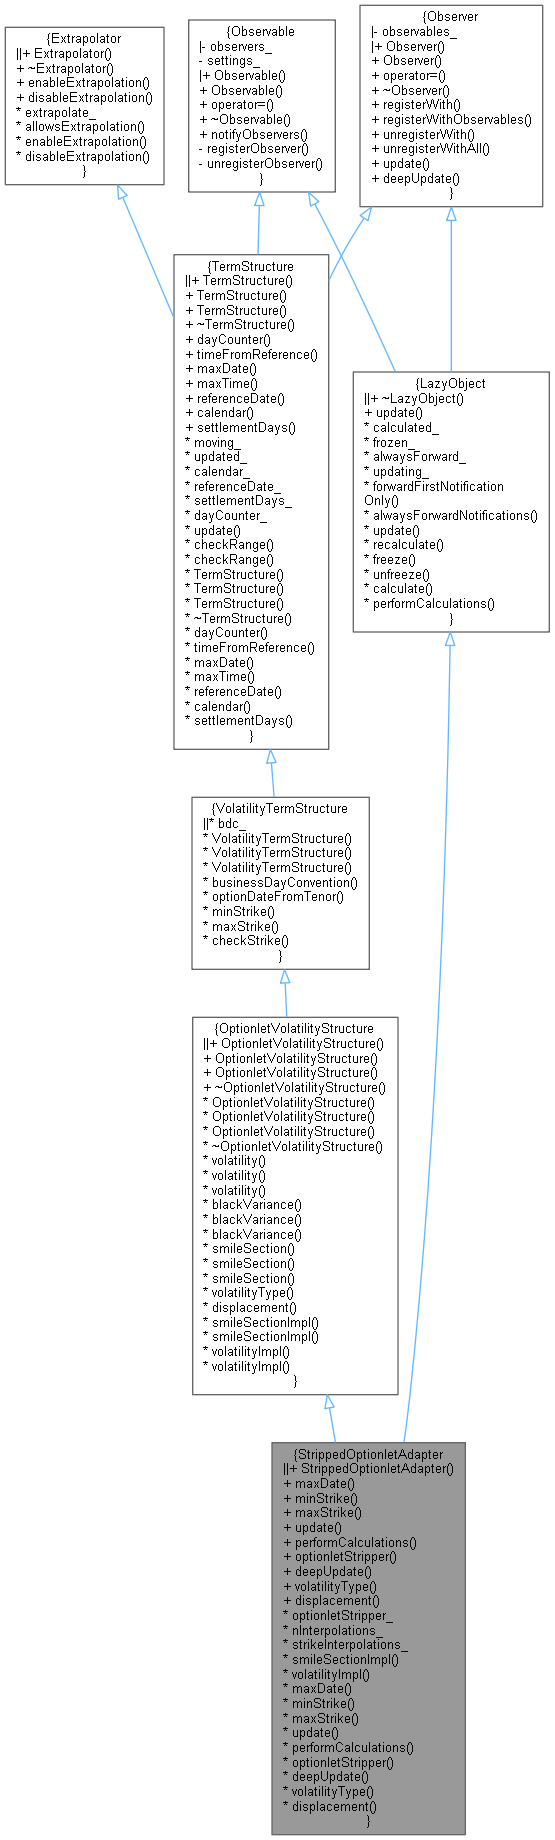 {Extrapolator
||+ Extrapolator()
+ ~Extrapolator()
+ enableExtrapolation()
+ disableExtrapolation()
* extrapolate_
* allowsExtrapolation()
* enableExtrapolation()
* disableExtrapolation()
}
{Observable
|- observers_
- settings_
|+ Observable()
+ Observable()
+ operator=()
+ ~Observable()
+ notifyObservers()
- registerObserver()
- unregisterObserver()
}
{Observer
|- observables_
|+ Observer()
+ Observer()
+ operator=()
+ ~Observer()
+ registerWith()
+ registerWithObservables()
+ unregisterWith()
+ unregisterWithAll()
+ update()
+ deepUpdate()
}
{TermStructure
||+ TermStructure()
+ TermStructure()
+ TermStructure()
+ ~TermStructure()
+ dayCounter()
+ timeFromReference()
+ maxDate()
+ maxTime()
+ referenceDate()
+ calendar()
+ settlementDays()
* moving_
* updated_
* calendar_
* referenceDate_
* settlementDays_
* dayCounter_
* update()
* checkRange()
* checkRange()
* TermStructure()
* TermStructure()
* TermStructure()
* ~TermStructure()
* dayCounter()
* timeFromReference()
* maxDate()
* maxTime()
* referenceDate()
* calendar()
* settlementDays()
}
{LazyObject
||+ ~LazyObject()
+ update()
* calculated_
* frozen_
* alwaysForward_
* updating_
* forwardFirstNotification
Only()
* alwaysForwardNotifications()
* update()
* recalculate()
* freeze()
* unfreeze()
* calculate()
* performCalculations()
}
{VolatilityTermStructure
||* bdc_
* VolatilityTermStructure()
* VolatilityTermStructure()
* VolatilityTermStructure()
* businessDayConvention()
* optionDateFromTenor()
* minStrike()
* maxStrike()
* checkStrike()
}
{OptionletVolatilityStructure
||+ OptionletVolatilityStructure()
+ OptionletVolatilityStructure()
+ OptionletVolatilityStructure()
+ ~OptionletVolatilityStructure()
* OptionletVolatilityStructure()
* OptionletVolatilityStructure()
* OptionletVolatilityStructure()
* ~OptionletVolatilityStructure()
* volatility()
* volatility()
* volatility()
* blackVariance()
* blackVariance()
* blackVariance()
* smileSection()
* smileSection()
* smileSection()
* volatilityType()
* displacement()
* smileSectionImpl()
* smileSectionImpl()
* volatilityImpl()
* volatilityImpl()
}
{StrippedOptionletAdapter
||+ StrippedOptionletAdapter()
+ maxDate()
+ minStrike()
+ maxStrike()
+ update()
+ performCalculations()
+ optionletStripper()
+ deepUpdate()
+ volatilityType()
+ displacement()
* optionletStripper_
* nInterpolations_
* strikeInterpolations_
* smileSectionImpl()
* volatilityImpl()
* maxDate()
* minStrike()
* maxStrike()
* update()
* performCalculations()
* optionletStripper()
* deepUpdate()
* volatilityType()
* displacement()
}